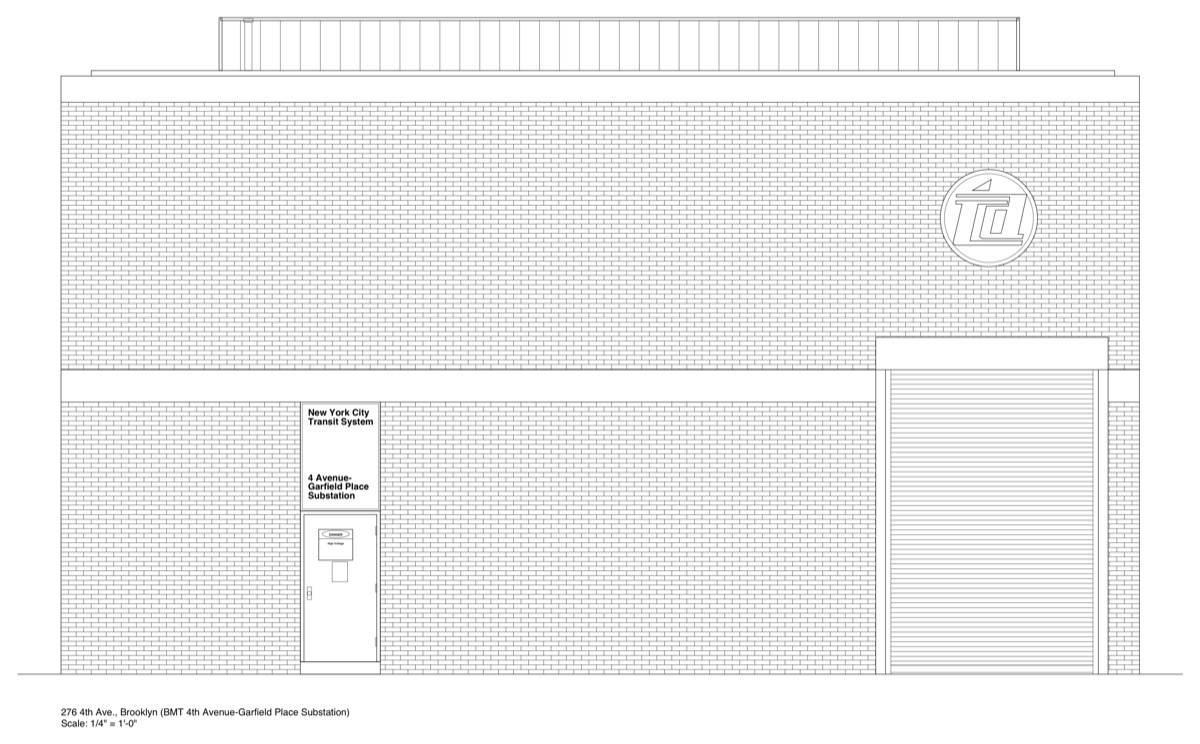 New York City
Transit System
4 Avenue-
Garfield Place
Substation
DANGER
High Voltage
276 4th Ave., Brooklyn (BMT 4th Avenue-Garfield Place Substation)
Scale: 1/4" = 1'-0"